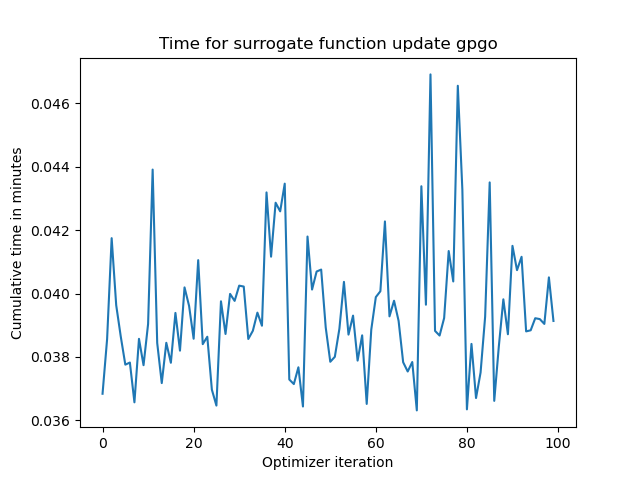 Time for surrogate function update gpgo
Cumulative time in minutes
0.046
0.044
0.042
0.040
0.038
0.036
0 20 40 60 80 100
Optimizer iteration